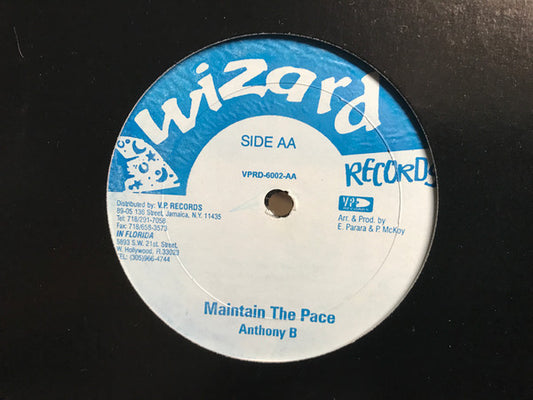 wizard
RECORDS
SIDE AA
VPRD-6002-AA
Distributed by: V.P. RECORDS
89-05 138 Street, Jamaica, N.Y. 11435
Tel: 718/291-7058
Fax: 718/658-3573
IN FLORIDA
5893 S.W. 21st. Street,
W. Hollywood, Fl.33023
TEL: (305)966-4744
VP
Arr. & Prod. by
E. Parara & P. McKoy
Maintain The Pace
Anthony B